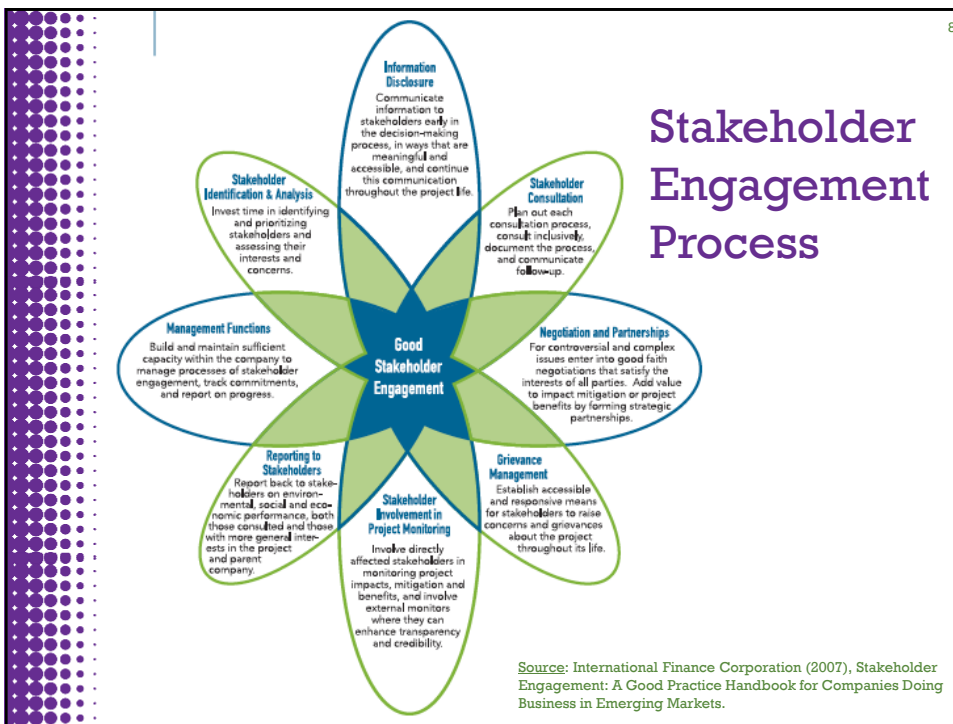 8
Stakeholder
Engagement
Process
Information
Disclosure
Communicate
information to
stakeholders early in
the decision-making
process, in ways that are
meaningful and
accessible, and continue
this communication
throughout the project life.
Stakeholder
Consultation
Plan out each
consultation process,
consult inclusively,
document the process,
and communicate
follow-up.
Negotiation and Partnerships
For controversial and complex
issues enter into good faith
negotiations that satisfy the
interests of all parties. Add value
to impact mitigation or project
benefits by forming strategic
partnerships.
Grievance
Management
Establish accessible
and responsive means
for stakeholders to raise
concerns and grievances
about the project
throughout its life.
Stakeholder
Involvement in
Project Monitoring
Involve directly
affected stakeholders in
monitoring project
impacts, mitigation and
benefits, and involve
external monitors
where they can
enhance transparency
and credibility.
Reporting to
Stakeholders
Report back to stake-
holders on environ-
mental, social and eco-
nomic performance, both
those consulted and those
with more general inter-
ests in the project
and parent
company.
Management Functions
Build and maintain sufficient
capacity within the company to
manage processes of stakeholder
engagement, track commitments,
and report on progress.
Stakeholder
Identification & Analysis
Invest time in identifying
and prioritizing
stakeholders and
assessing their
interests and
concerns.
Good
Stakeholder
Engagement
Source: International Finance Corporation (2007), Stakeholder
Engagement: A Good Practice Handbook for Companies Doing
Business in Emerging Markets.